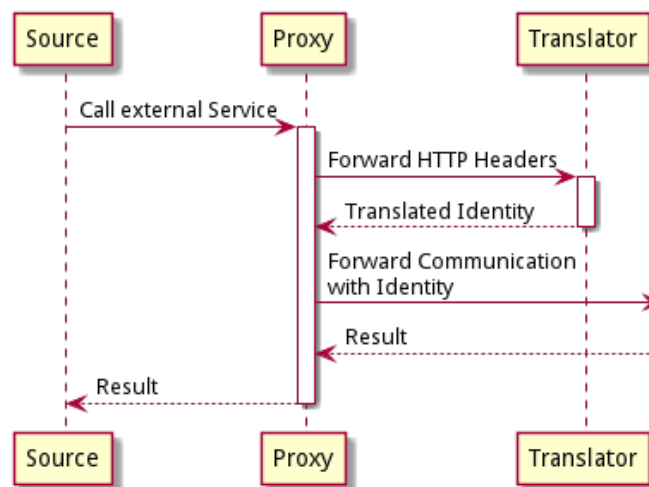 Source
Proxy
Translator
Call external Service
Forward HTTP Headers
Translated Identity
Forward Communication
with Identity
Result
Result
Source
Proxy
Translator